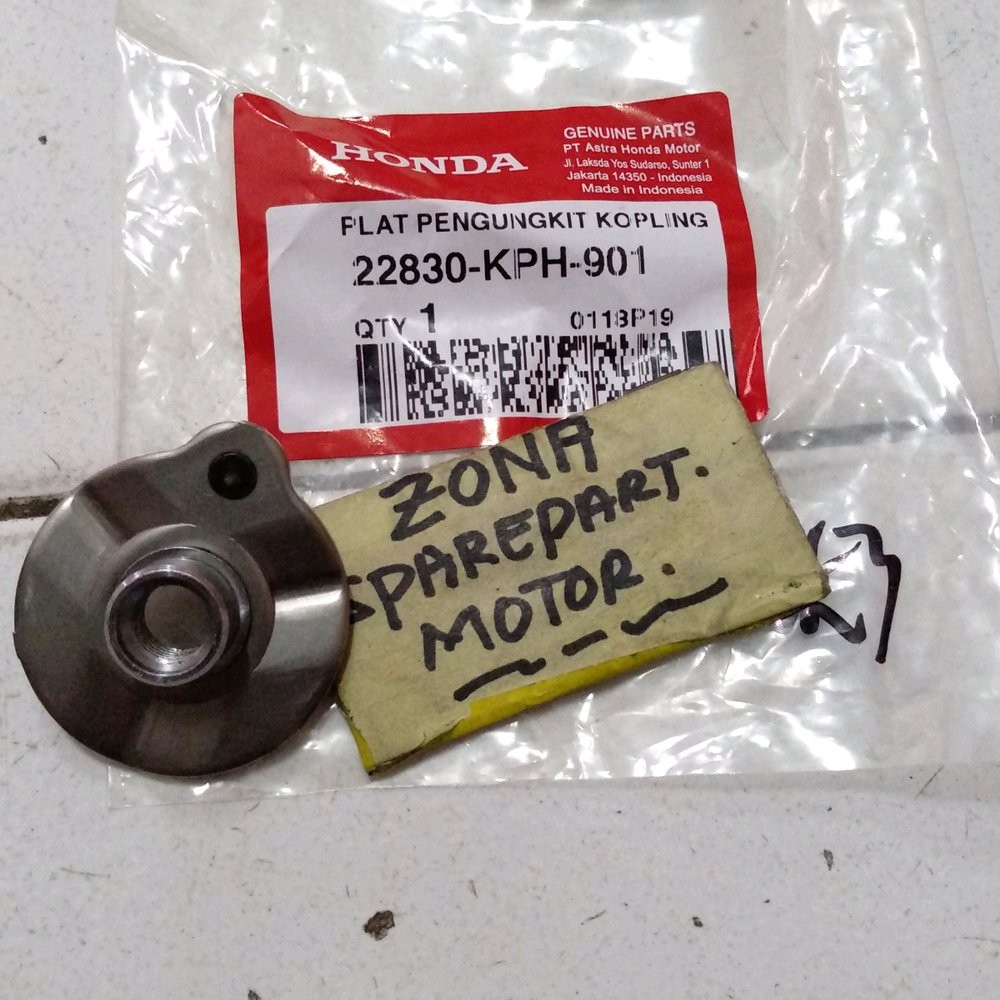 HONDA
GENUINE PARTS
PT Astra Honda Motor
Jl. Laksda Yos Sudarso, Sunter 1
Jakarta 14350 - Indonesia
Made in Indonesia
PLAT PENGUNGKIT KOPLING
22830-KPH-901
QTY 1 0118P19
ZONA
SPAREPART.
MOTOR.